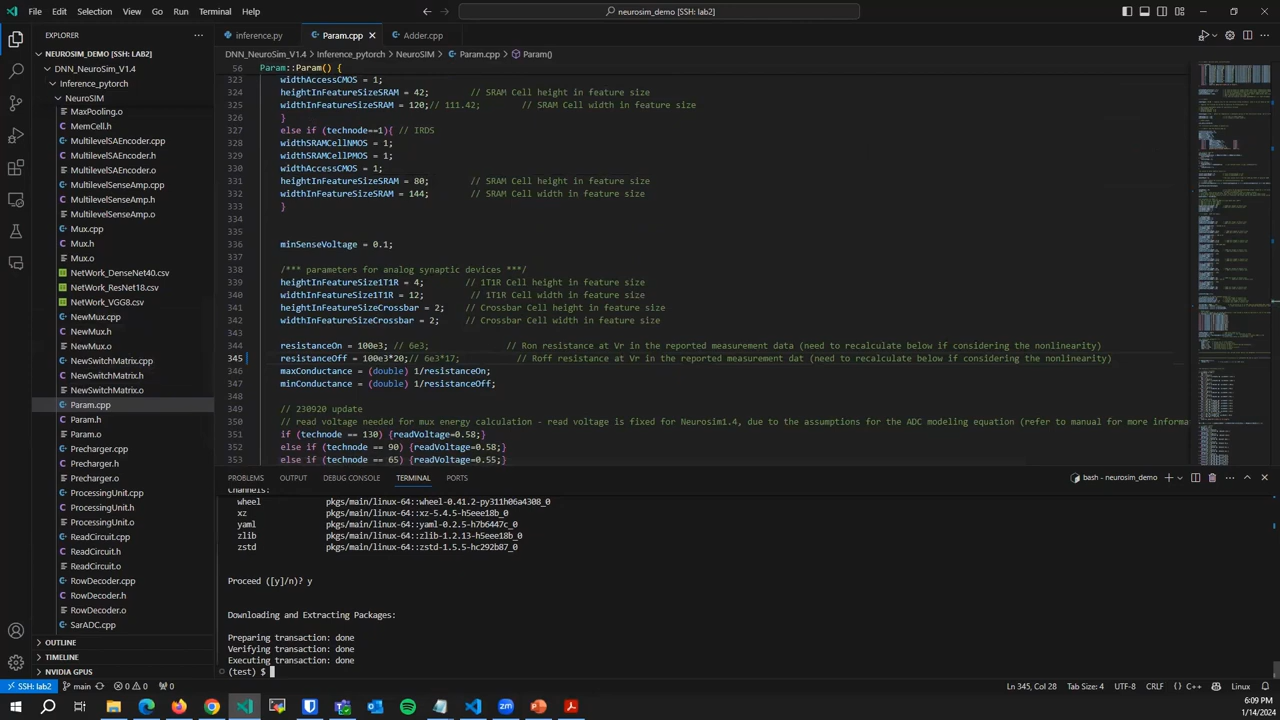 File Edit Selection View Go Run Terminal Help
neurosim_demo [SSH: lab2]
EXPLORER
NEUROSIM_DEMO [SSH: LAB2]
DNN_NeuroSim_V1.4
Inference_pytorch
NeuroSIM
MaxPooling.o
MemCell.h
MultilevelSAEncoder.cpp
MultilevelSAEncoder.h
MultilevelSAEncoder.o
MultilevelSenseAmp.cpp
MultilevelSenseAmp.h
MultilevelSenseAmp.o
Mux.cpp
Mux.h
Mux.o
NetWork_DenseNet40.csv
NetWork_ResNet18.csv
NetWork_VGG8.csv
NewMux.cpp
NewMux.h
NewMux.o
NewSwitchMatrix.cpp
NewSwitchMatrix.h
NewSwitchMatrix.o
Param.cpp
Param.h
Param.o
Precharger.cpp
Precharger.h
Precharger.o
ProcessingUnit.cpp
ProcessingUnit.h
ProcessingUnit.o
ReadCircuit.cpp
ReadCircuit.h
ReadCircuit.o
RowDecoder.cpp
RowDecoder.h
RowDecoder.o
SarADC.cpp
OUTLINE
TIMELINE
NVIDIA GPUS
inference.py Param.cpp Adder.cpp
DNN_NeuroSim_V1.4 > Inference_pytorch > NeuroSIM > Param.cpp > Param()
56 Param::Param() {
323 widthAccessCMOS = 1;
324 heightInFeatureSizeSRAM = 42; // SRAM Cell height in feature size
325 widthInFeatureSizeSRAM = 120;// 111.42; // SRAM Cell width in feature size
326 }
327 else if (technode==1){ // IRDS
328 widthSRAMCellNMOS = 1;
329 widthSRAMCellPMOS = 1;
330 widthAccessCMOS = 1;
331 heightInFeatureSizeSRAM = 80; // SRAM Cell height in feature size
332 widthInFeatureSizeSRAM = 144; // SRAM Cell width in feature size
333 }
334
335
336 minSenseVoltage = 0.1;
337
338 /*** parameters for analog synaptic devices ***/
339 heightInFeatureSize1T1R = 4; // 1T1R Cell height in feature size
340 widthInFeatureSize1T1R = 12; // 1T1R Cell width in feature size
341 heightInFeatureSizeCrossbar = 2; // Crossbar Cell height in feature size
342 widthInFeatureSizeCrossbar = 2; // Crossbar Cell width in feature size
343
344 resistanceOn = 100e3; // 6e3; // Ron resistance at Vr in the reported measurement data (need to recalculate below if considering the nonlinearity)
345 resistanceOff = 100e3*20;// 6e3*17; // Roff resistance at Vr in the reported measurement dat (need to recalculate below if considering the nonlinearity)
346 maxConductance = (double) 1/resistanceOn;
347 minConductance = (double) 1/resistanceOff;
348
349 // 230920 update
350 // read voltage needed for mux energy calculation - read voltage is fixed for Neurosim1.4, due to the assumptions for the ADC modeling equation (refer to manual for more informa
351 if (technode == 130) {readVoltage=0.58;}
352 else if (technode == 90) {readVoltage=0.58;}
353 else if (technode == 65) {readVoltage=0.55;}
PROBLEMS OUTPUT DEBUG CONSOLE TERMINAL PORTS
bash - neurosim_demo
Channels:
wheel pkgs/main/linux-64::wheel-0.41.2-py311h06a4308_0
xz pkgs/main/linux-64::xz-5.4.5-h5eee18b_0
yaml pkgs/main/linux-64::yaml-0.2.5-h7b6447c_0
zlib pkgs/main/linux-64::zlib-1.2.13-h5eee18b_0
zstd pkgs/main/linux-64::zstd-1.5.5-hc292b87_0
Proceed ([y]/n)? y
Downloading and Extracting Packages:
Preparing transaction: done
Verifying transaction: done
Executing transaction: done
(test) $
SSH: lab2 main 0 0 0 Ln 345, Col 28 Tab Size: 4 UTF-8 CRLF {} C++ Linux
6:09 PM
1/14/2024